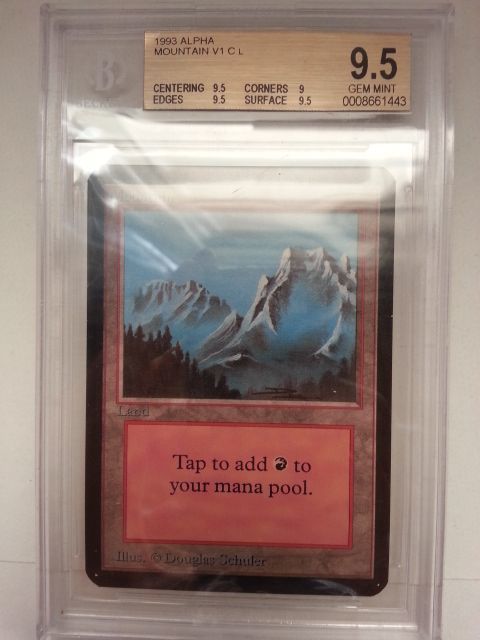 1993 ALPHA
MOUNTAIN V1 C L
CENTERING 9.5 CORNERS 9
EDGES 9.5 SURFACE 9.5
9.5
GEM MINT
0008661443
B
Land
Tap to add to
your mana pool.
Illus. © Douglas Schuler